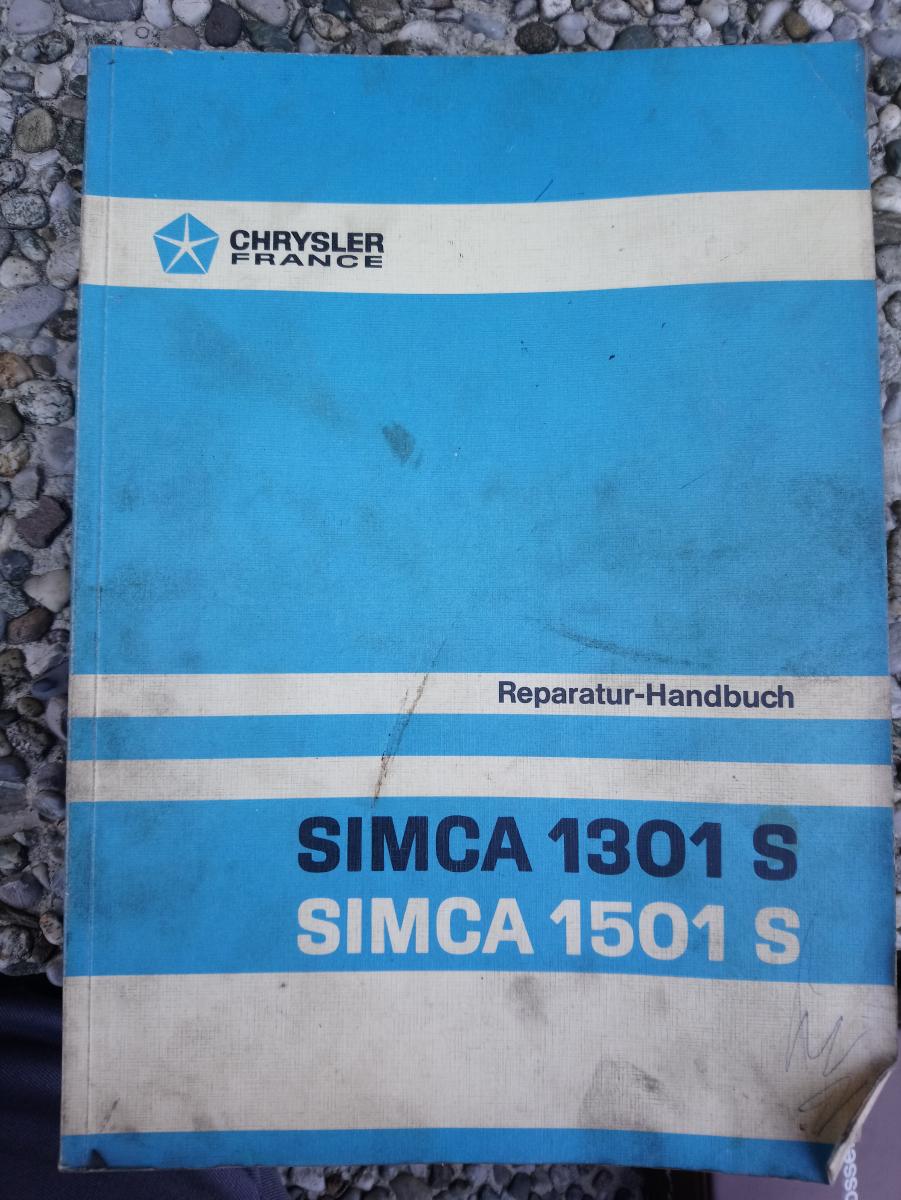 CHRYSLER
FRANCE
Reparatur-Handbuch
SIMCA 1301 S
SIMCA 1501 S